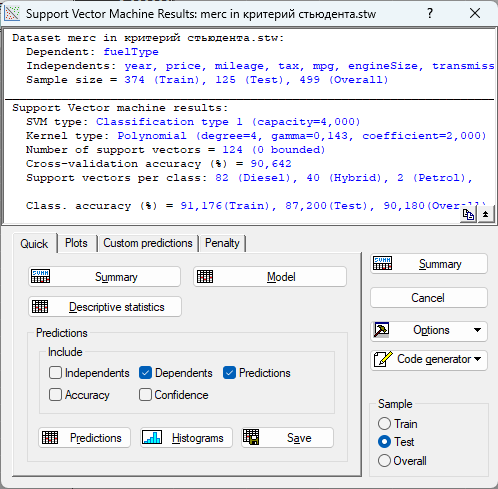 Support Vector Machine Results: merc in критерий стьюдента.stw
Dataset merc in критерий стьюдента.stw:
Dependent: fuelType
Independents: year, price, mileage, tax, mpg, engineSize, transmiss
Sample size = 374 (Train), 125 (Test), 499 (Overall)
Support Vector machine results:
SVM type: Classification type 1 (capacity=4,000)
Kernel type: Polynomial (degree=4, gamma=0,143, coefficient=2,000)
Number of support vectors = 124 (0 bounded)
Cross-validation accuracy (%) = 90,642
Support vectors per class: 82 (Diesel), 40 (Hybrid), 2 (Petrol),
Class. accuracy (%) = 91,176(Train), 87,200(Test), 90,180(Overall)
Quick Plots Custom predictions Penalty
Summary Model
Descriptive statistics
Predictions
Include
Independents Dependents Predictions
Accuracy Confidence
Predictions Histograms Save
Summary
Cancel
Options
Code generator
Sample
Train
Test
Overall